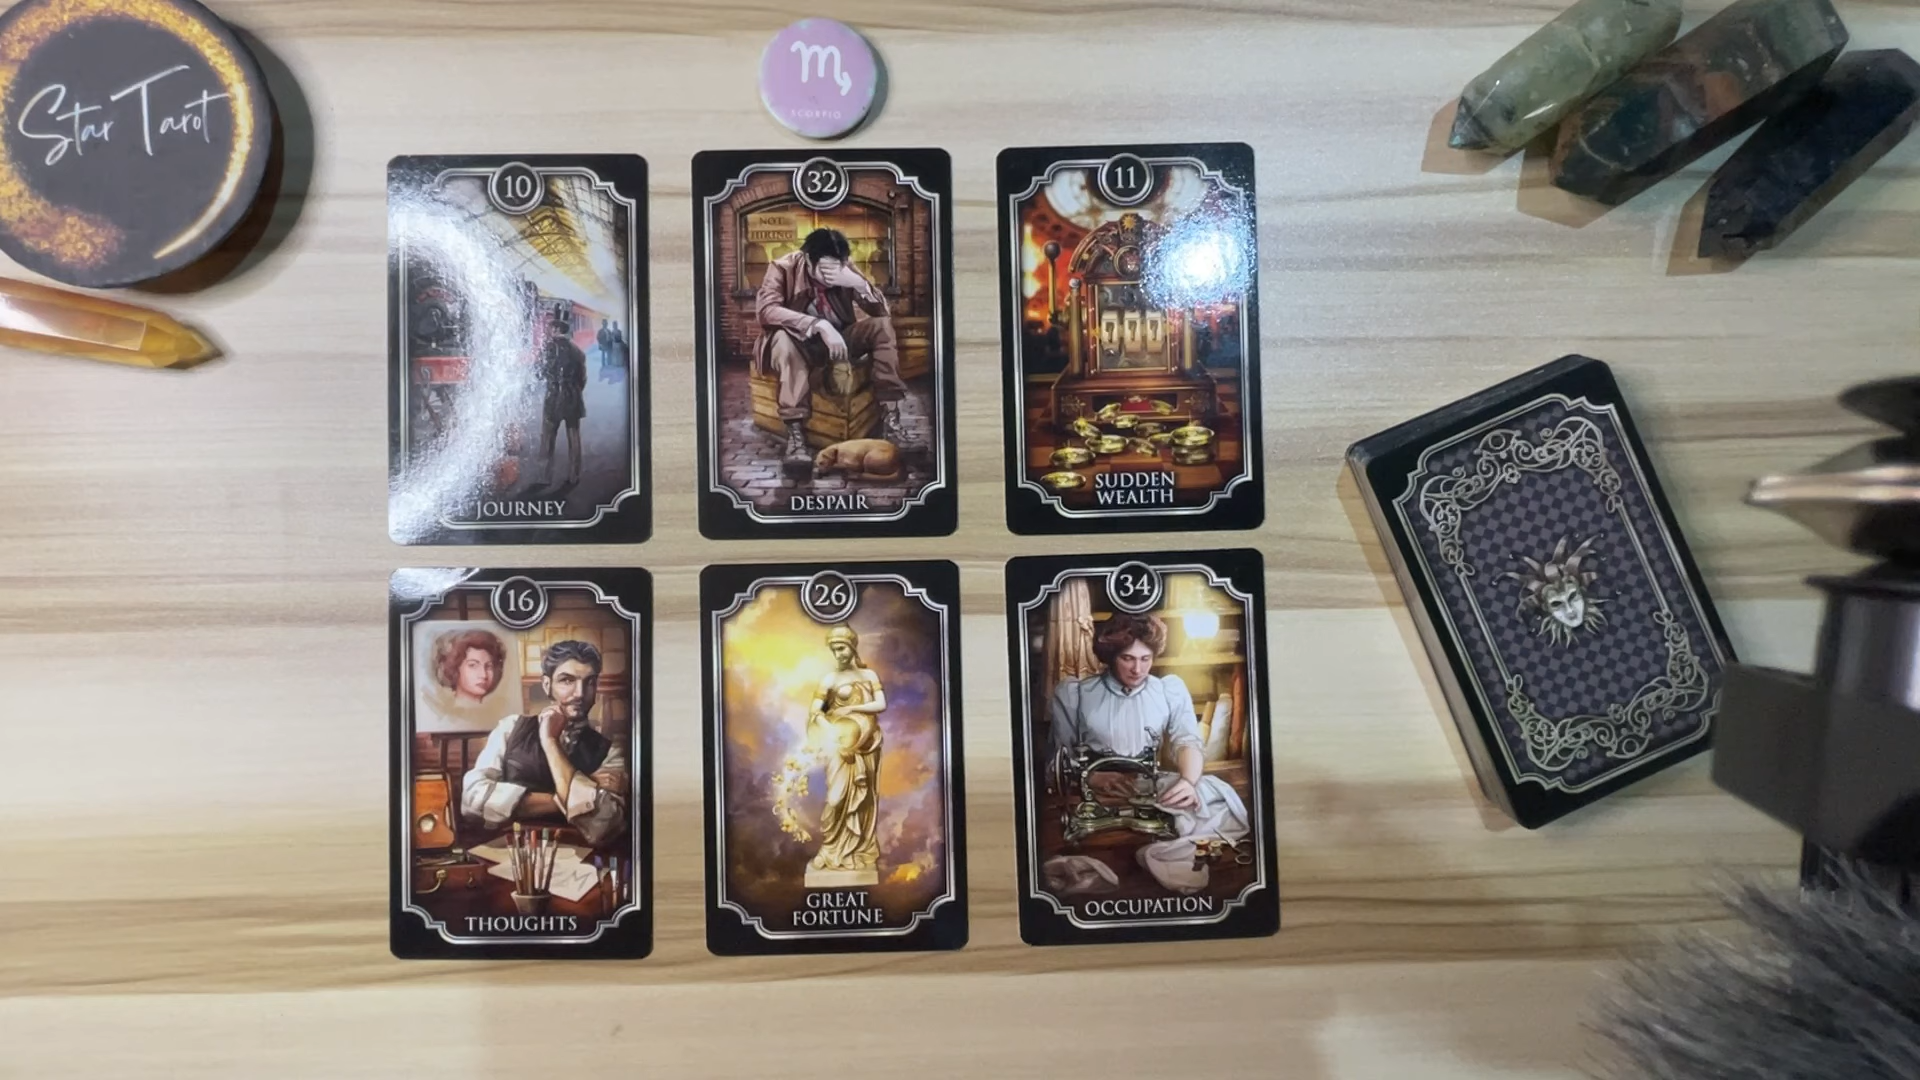 Star Tarot
SCORPIO
10
JOURNEY
32
NOT
HIRING
DESPAIR
11
777
SUDDEN
WEALTH
16
THOUGHTS
26
GREAT
FORTUNE
34
OCCUPATION